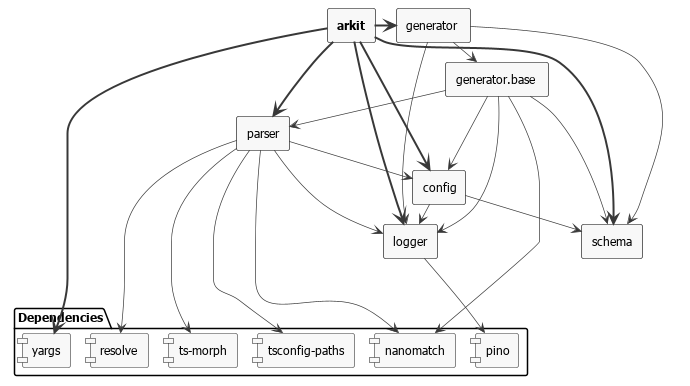 arkit
generator
generator.base
parser
config
logger
schema
Dependencies
yargs
resolve
ts-morph
tsconfig-paths
nanomatch
pino